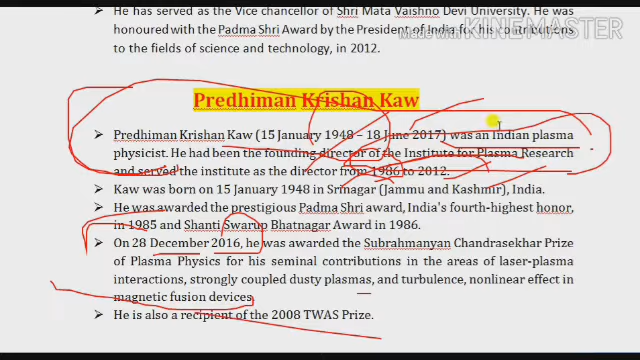 • He has served as the Vice chancellor of Shri Mata Vaishno Devi University. He was
honoured with the Padma Shri Award by the President of India for his contributions
to the fields of science and technology, in 2012.
Made with KINEMASTER
Predhiman Krishan Kaw
➤ Predhiman Krishan Kaw (15 January 1948 – 18 June 2017) was an Indian plasma
physicist. He had been the founding director of the Institute for Plasma Research
and served the institute as the director from 1986 to 2012.
➤ Kaw was born on 15 January 1948 in Srinagar (Jammu and Kashmir), India.
➤ He was awarded the prestigious Padma Shri award, India's fourth-highest honor,
in 1985 and Shanti Swarup Bhatnagar Award in 1986.
➤ On 28 December 2016, he was awarded the Subrahmanyan Chandrasekhar Prize
of Plasma Physics for his seminal contributions in the areas of laser-plasma
interactions, strongly coupled dusty plasmas, and turbulence, nonlinear effect in
magnetic fusion devices.
➤ He is also a recipient of the 2008 TWAS Prize.